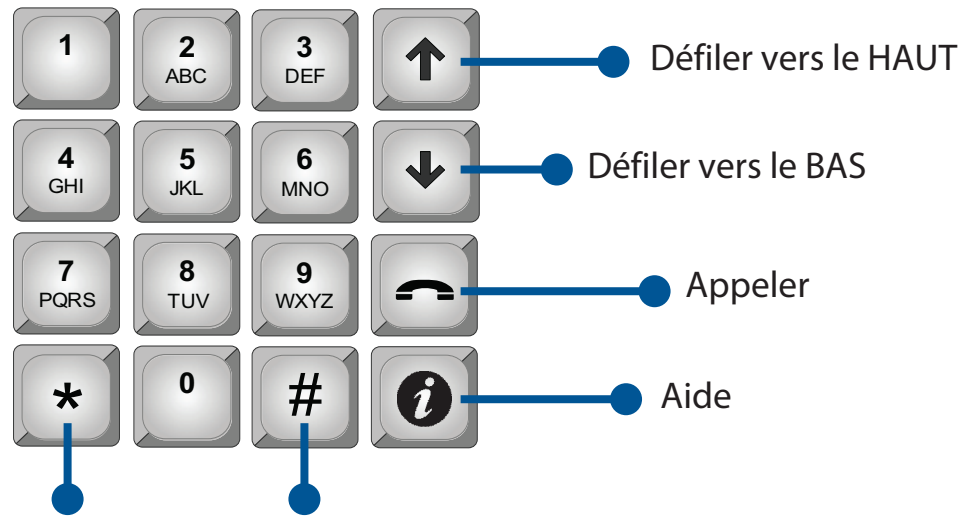 1 2 3 ↑ Défiler vers le HAUT
ABC DEF
4 5 6 ↓ Défiler vers le BAS
GHI JKL MNO
7 8 9 Appeler
PQRS TUV WXYZ
* 0 # i Aide